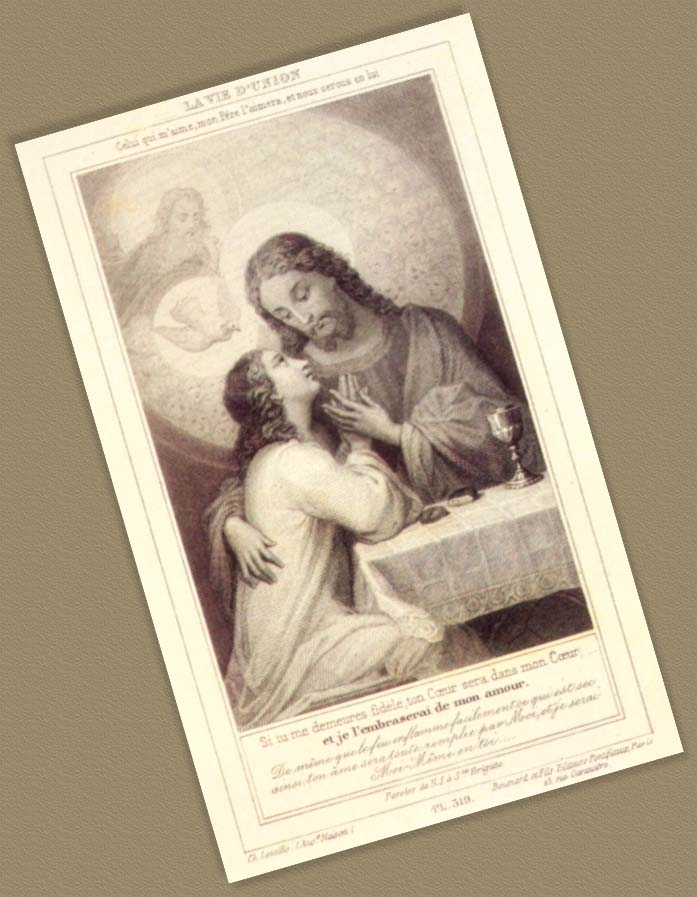 LA VIE D'UNION
Celui qui m'aime, mon Père l'aimera, et nous serons en lui
Si tu me demeures fidèle, ton Cœur sera dans mon Cœur,
et je l'embraserai de mon amour.
De même que le feu enflamme facilement ce qui est sec,
ainsi ton âme sera toute remplie par Moi, et je serai
Moi-Même en toi...
Paroles de N.S. à Ste Brigitte
Ch. Letaille, (Ancne Maison)
PL. 519.
Boumard et Fils Editeurs Pontificaux, Paris
15, rue Garancière.